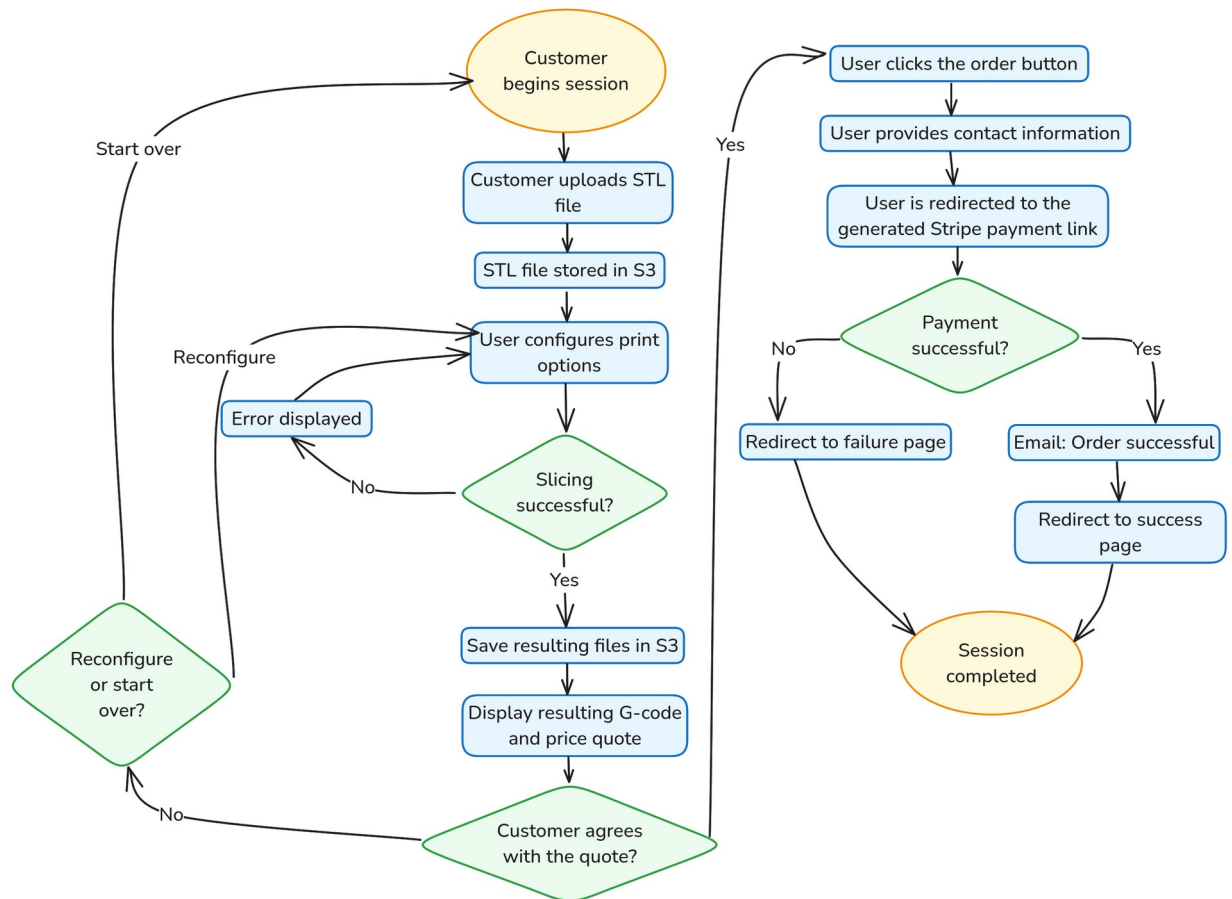 Customer
begins session
Start over
Customer uploads STL
file
STL file stored in S3
User configures print
options
Reconfigure
Error displayed
Slicing
successful?
No
Yes
Save resulting files in S3
Display resulting G-code
and price quote
Customer agrees
with the quote?
No
Reconfigure
or start
over?
Yes
User clicks the order button
User provides contact information
User is redirected to the
generated Stripe payment link
Payment
successful?
No
Yes
Redirect to failure page
Email: Order successful
Redirect to success
page
Session
completed